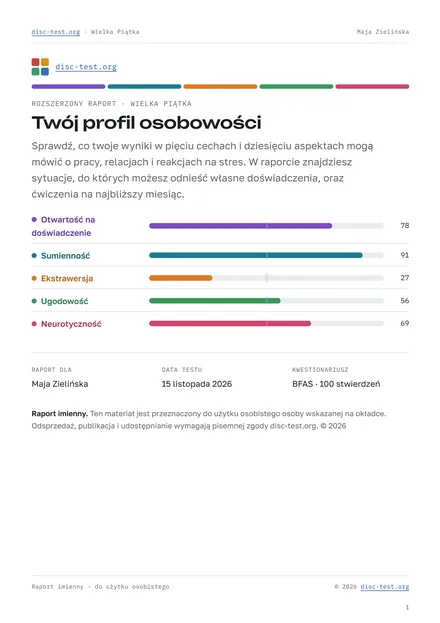 disc-test.org · Wielka Piątka
Maja Zielińska
disc-test.org
ROZSZERZONY RAPORT · WIELKA PIĄTKA
Twój profil osobowości
Sprawdź, co twoje wyniki w pięciu cechach i dziesięciu aspektach mogą
mówić o pracy, relacjach i reakcjach na stres. W raporcie znajdziesz
sytuacje, do których możesz odnieść własne doświadczenia, oraz
ćwiczenia na najbliższy miesiąc.
Otwartość na
doświadczenie
78
Sumienność
91
Ekstrawersja
27
Ugodowość
56
Neurotyczność
69
RAPORT DLA
Maja Zielińska
DATA TESTU
15 listopada 2026
KWESTIONARIUSZ
BFAS · 100 stwierdzeń
Raport imienny. Ten materiał jest przeznaczony do użytku osobistego osoby wskazanej na okładce.
Odsprzedaż, publikacja i udostępnianie wymagają pisemnej zgody disc-test.org. © 2026
Raport imienny · do użytku osobistego
© 2026 disc-test.org
1